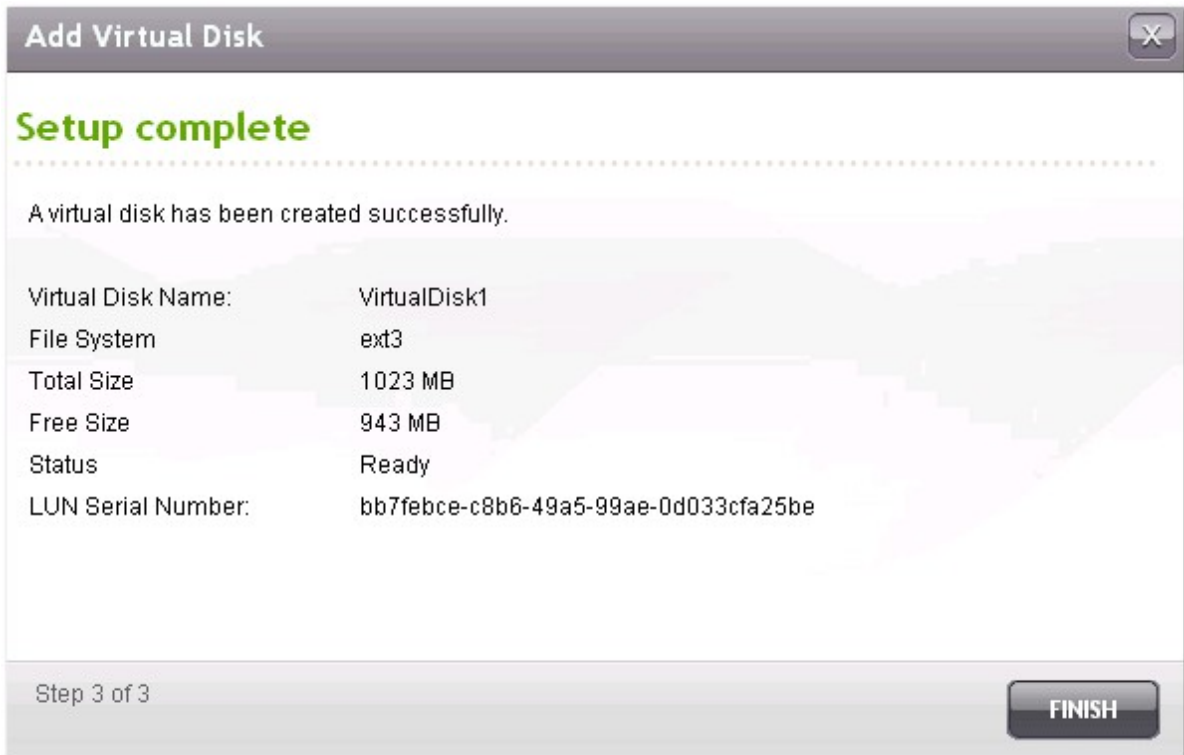 Add Virtual Disk
X
Setup complete
A virtual disk has been created successfully.
Virtual Disk Name: VirtualDisk1
File System ext3
Total Size 1023 MB
Free Size 943 MB
Status Ready
LUN Serial Number: bb7febce-c8b6-49a5-99ae-0d033cfa25be
Step 3 of 3
FINISH